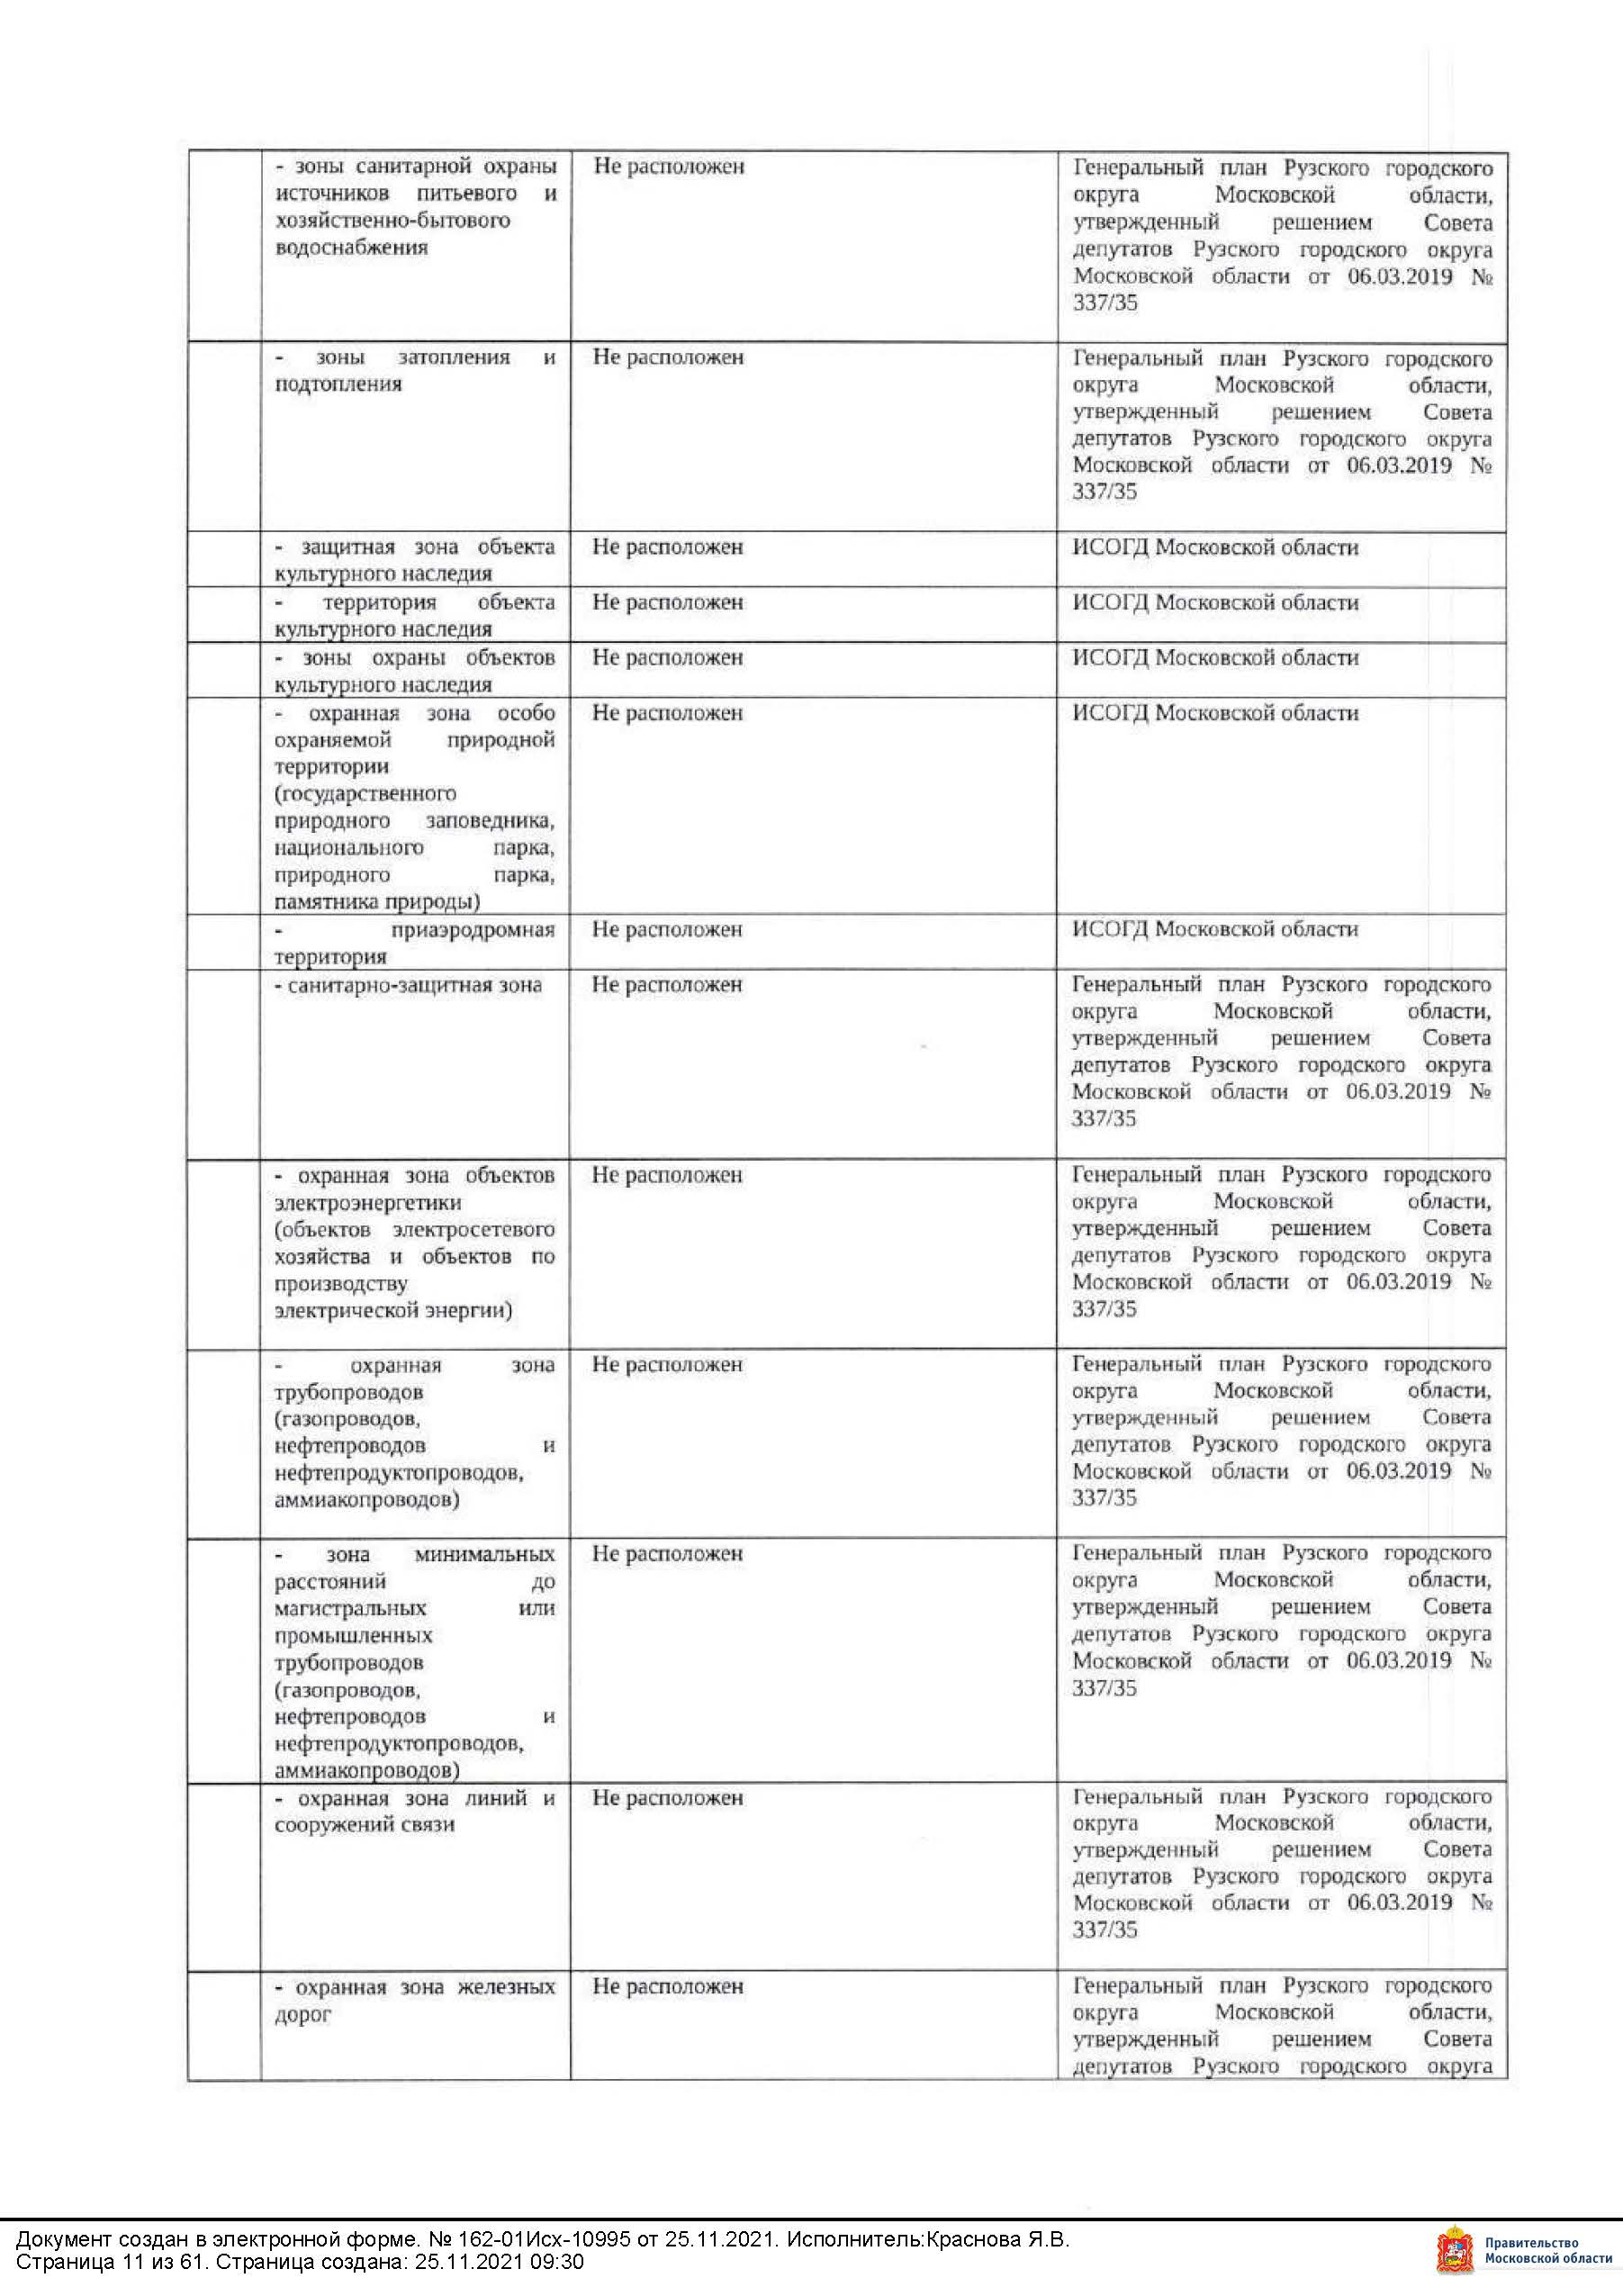 - зоны санитарной охраны
источников питьевого и
хозяйственно-бытового
водоснабжения
Не расположен
Генеральный план Рузского городского
округа Московской области,
утвержденный решением Совета
депутатов Рузского городского округа
Московской области от 06.03.2019 №
337/35
- зоны затопления и
подтопления
Не расположен
Генеральный план Рузского городского
округа Московской области,
утвержденный решением Совета
депутатов Рузского городского округа
Московской области от 06.03.2019 №
337/35
- защитная зона объекта
культурного наследия
Не расположен
ИСОГД Московской области
- территория объекта
культурного наследия
Не расположен
ИСОГД Московской области
- зоны охраны объектов
культурного наследия
Не расположен
ИСОГД Московской области
- охранная зона особо
охраняемой природной
территории
(государственного
природного заповедника,
национального парка,
природного парка,
памятника природы)
Не расположен
ИСОГД Московской области
- приаэродромная
территория
Не расположен
ИСОГД Московской области
- санитарно-защитная зона
Не расположен
Генеральный план Рузского городского
округа Московской области,
утвержденный решением Совета
депутатов Рузского городского округа
Московской области от 06.03.2019 №
337/35
- охранная зона объектов
электроэнергетики
(объектов электросетевого
хозяйства и объектов по
производству
электрической энергии)
Не расположен
Генеральный план Рузского городского
округа Московской области,
утвержденный решением Совета
депутатов Рузского городского округа
Московской области от 06.03.2019 №
337/35
- охранная зона
трубопроводов
(газопроводов,
нефтепроводов и
нефтепродуктопроводов,
аммиакопроводов)
Не расположен
Генеральный план Рузского городского
округа Московской области,
утвержденный решением Совета
депутатов Рузского городского округа
Московской области от 06.03.2019 №
337/35
- зона минимальных
расстояний до
магистральных или
промышленных
трубопроводов
(газопроводов,
нефтепроводов и
нефтепродуктопроводов,
аммиакопроводов)
Не расположен
Генеральный план Рузского городского
округа Московской области,
утвержденный решением Совета
депутатов Рузского городского округа
Московской области от 06.03.2019 №
337/35
- охранная зона линий и
сооружений связи
Не расположен
Генеральный план Рузского городского
округа Московской области,
утвержденный решением Совета
депутатов Рузского городского округа
Московской области от 06.03.2019 №
337/35
- охранная зона железных
дорог
Не расположен
Генеральный план Рузского городского
округа Московской области,
утвержденный решением Совета
депутатов Рузского городского округа
Документ создан в электронной форме. № 162-01Исх-10995 от 25.11.2021. Исполнитель:Краснова Я.В.
Страница 11 из 61. Страница создана: 25.11.2021 09:30
Правительство
Московской области